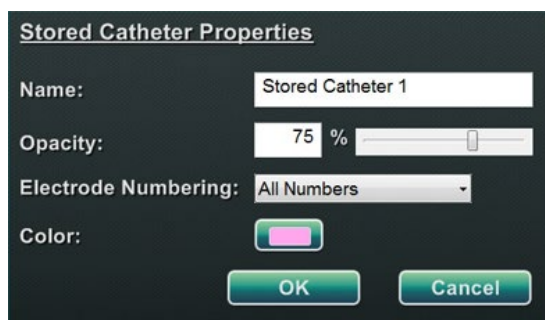 Stored Catheter Properties
Name: Stored Catheter 1
Opacity: 75 %
Electrode Numbering: All Numbers
Color:
OK Cancel